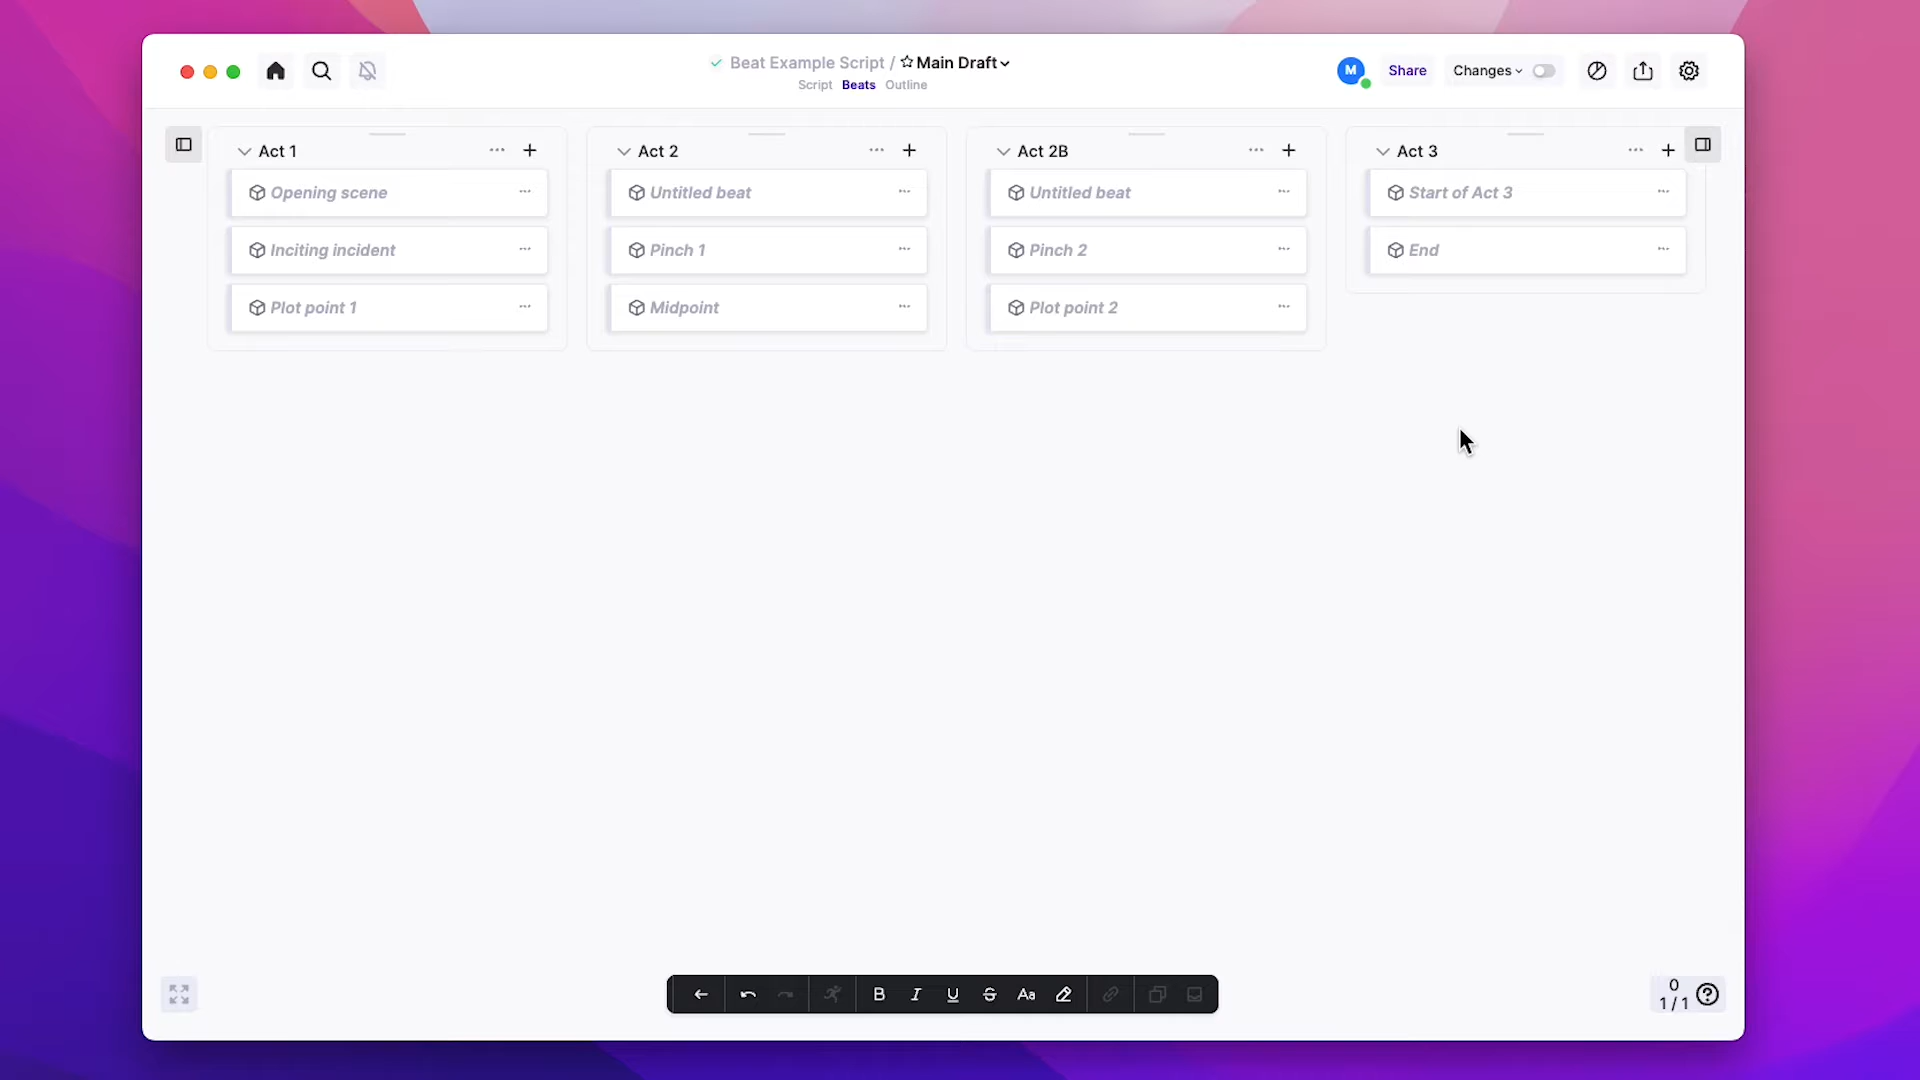 Beat Example Script / Main Draft
Script Beats Outline
M
Share
Changes
Act 1
Opening scene
Inciting incident
Plot point 1
Act 2
Untitled beat
Pinch 1
Midpoint
Act 2B
Untitled beat
Pinch 2
Plot point 2
Act 3
Start of Act 3
End
B I U S Aa
0
1 / 1
?